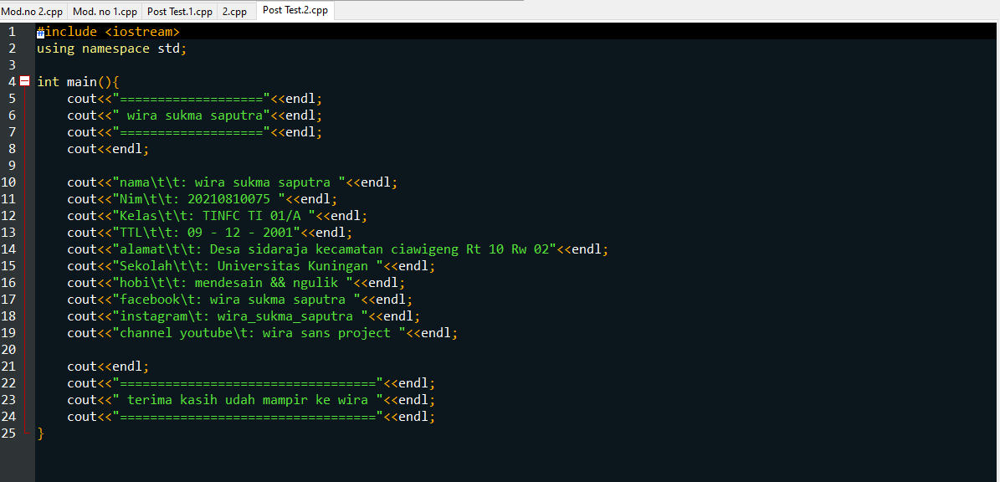 Mod.no 2.cpp Mod. no 1.cpp Post Test.1.cpp 2.cpp Post Test.2.cpp
1 #include <iostream>
2 using namespace std;
3
4 int main(){
5 cout<<"==================="<<endl;
6 cout<<" wira sukma saputra"<<endl;
7 cout<<"==================="<<endl;
8 cout<<endl;
9
10 cout<<"nama\t\t: wira sukma saputra "<<endl;
11 cout<<"Nim\t\t: 20210810075 "<<endl;
12 cout<<"Kelas\t\t: TINFC TI 01/A "<<endl;
13 cout<<"TTL\t\t: 09 - 12 - 2001"<<endl;
14 cout<<"alamat\t\t: Desa sidaraja kecamatan ciawigeng Rt 10 Rw 02"<<endl;
15 cout<<"Sekolah\t\t: Universitas Kuningan "<<endl;
16 cout<<"hobi\t\t: mendesain && ngulik "<<endl;
17 cout<<"facebook\t: wira sukma saputra "<<endl;
18 cout<<"instagram\t: wira_sukma_saputra "<<endl;
19 cout<<"channel youtube\t: wira sans project "<<endl;
20
21 cout<<endl;
22 cout<<"=================================="<<endl;
23 cout<<" terima kasih udah mampir ke wira "<<endl;
24 cout<<"=================================="<<endl;
25 }